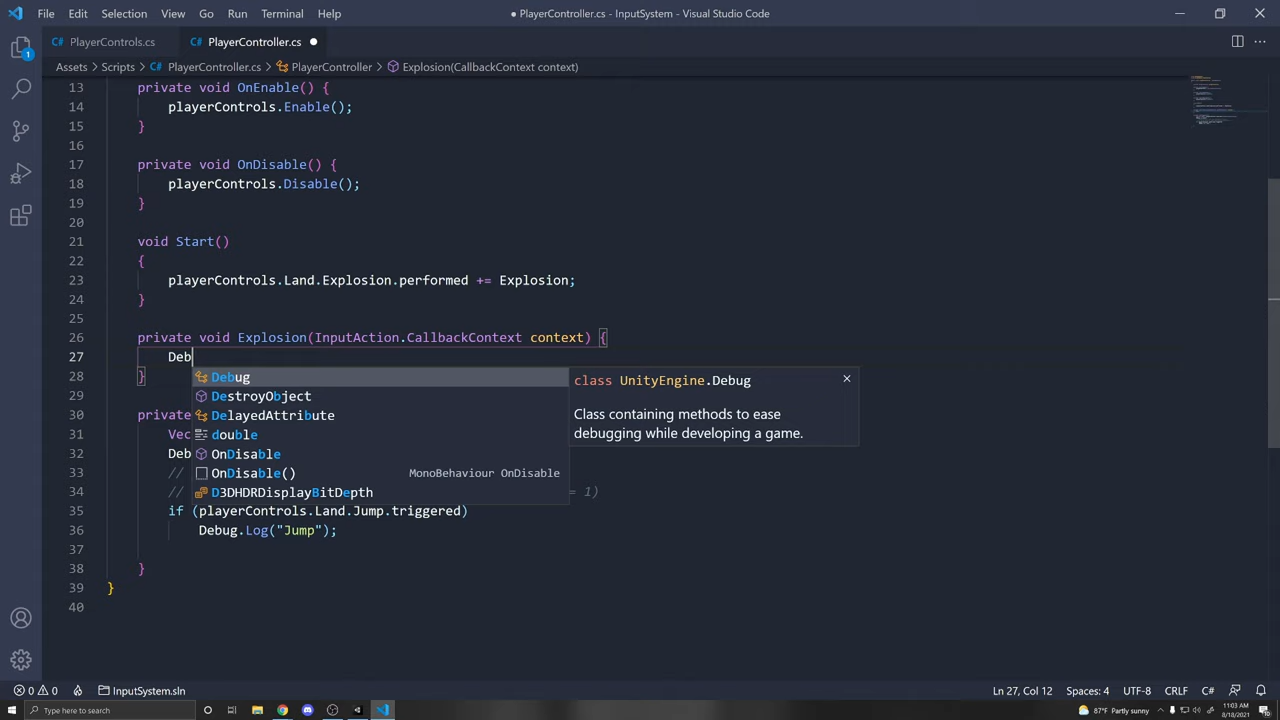 File Edit Selection View Go Run Terminal Help
● PlayerController.cs - InputSystem - Visual Studio Code
C# PlayerControls.cs
C# PlayerController.cs ●
Assets > Scripts > C# PlayerController.cs > PlayerController > Explosion(CallbackContext context)
13 private void OnEnable() {
14 playerControls.Enable();
15 }
16
17 private void OnDisable() {
18 playerControls.Disable();
19 }
20
21 void Start()
22 {
23 playerControls.Land.Explosion.performed += Explosion;
24 }
25
26 private void Explosion(InputAction.CallbackContext context) {
27 Deb
28 }
29
30 private
31 Vec
32 Deb
33 //
34 // = 1)
35 if (playerControls.Land.Jump.triggered)
36 Debug.Log("Jump");
37
38 }
39 }
40
Debug
DestroyObject
DelayedAttribute
double
OnDisable
OnDisable() MonoBehaviour OnDisable
D3DHDRDisplayBitDepth
class UnityEngine.Debug
Class containing methods to ease
debugging while developing a game.
1
0 0 InputSystem.sln
Ln 27, Col 12 Spaces: 4 UTF-8 CRLF C#
Type here to search
87°F Partly sunny
11:03 AM
8/18/2021